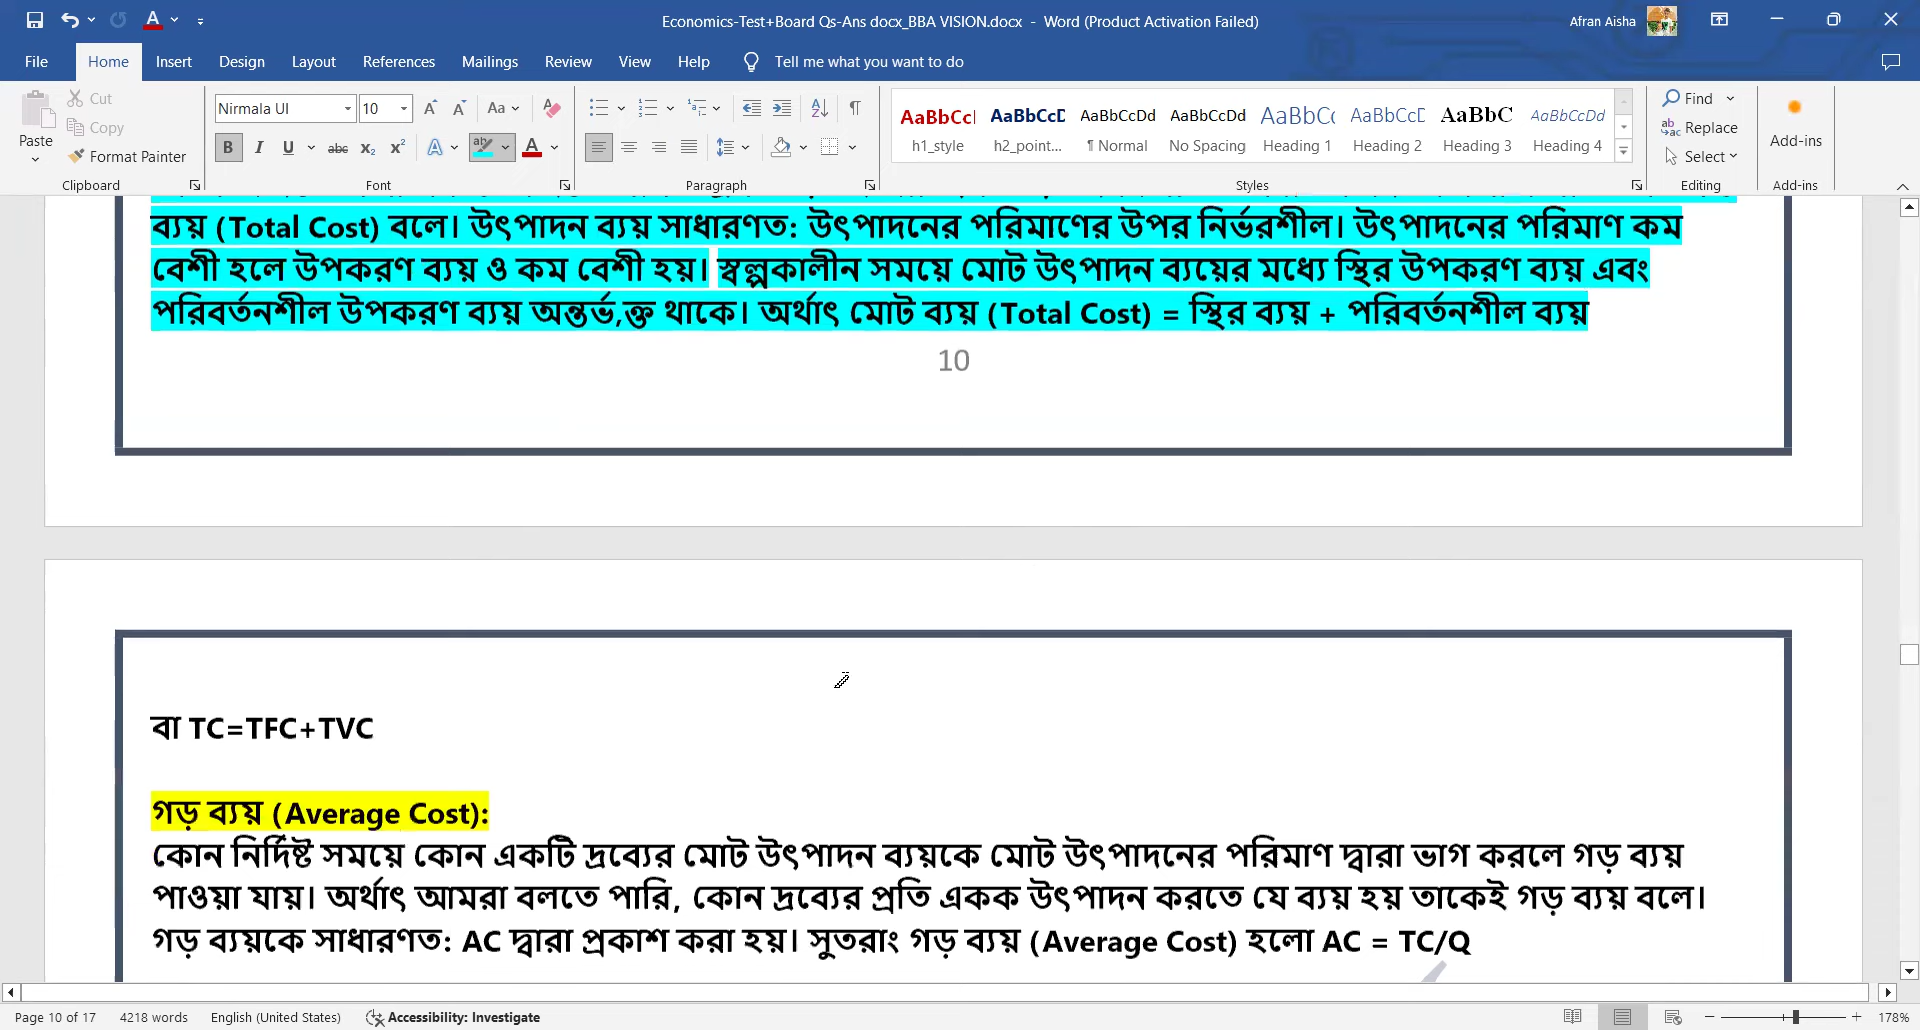 Economics-Test+Board Qs-Ans docx_BBA VISION.docx - Word (Product Activation Failed)
Afran Aisha
File Home Insert Design Layout References Mailings Review View Help Tell me what you want to do
Paste
Cut
Copy
Format Painter
Clipboard
Nirmala UI 10
Font
Paragraph
AaBbCcl AaBbCcD AaBbCcDd AaBbCcDd AaBbCc AaBbCcD AaBbC AaBbCcDd
h1_style h2_point... ¶ Normal No Spacing Heading 1 Heading 2 Heading 3 Heading 4
Styles
Find
Replace
Select
Editing
Add-ins
Add-ins
ব্যয় (Total Cost) বলে। উৎপাদন ব্যয় সাধারণত: উৎপাদনের পরিমাণের উপর নির্ভরশীল। উৎপাদনের পরিমাণ কম
বেশী হলে উপকরণ ব্যয় ও কম বেশী হয়। স্বল্পকালীন সময়ে মোট উৎপাদন ব্যয়ের মধ্যে স্থির উপকরণ ব্যয় এবং
পরিবর্তনশীল উপকরণ ব্যয় অন্তর্ভ,ক্ত থাকে। অর্থাৎ মোট ব্যয় (Total Cost) = স্থির ব্যয় + পরিবর্তনশীল ব্যয়
10
বা TC=TFC+TVC
গড় ব্যয় (Average Cost):
কোন নির্দিষ্ট সময়ে কোন একটি দ্রব্যের মোট উৎপাদন ব্যয়কে মোট উৎপাদনের পরিমাণ দ্বারা ভাগ করলে গড় ব্যয়
পাওয়া যায়। অর্থাৎ আমরা বলতে পারি, কোন দ্রব্যের প্রতি একক উৎপাদন করতে যে ব্যয় হয় তাকেই গড় ব্যয় বলে।
গড় ব্যয়কে সাধারণত: AC দ্বারা প্রকাশ করা হয়। সুতরাং গড় ব্যয় (Average Cost) হলো AC = TC/Q
Page 10 of 17 4218 words English (United States) Accessibility: Investigate 178%